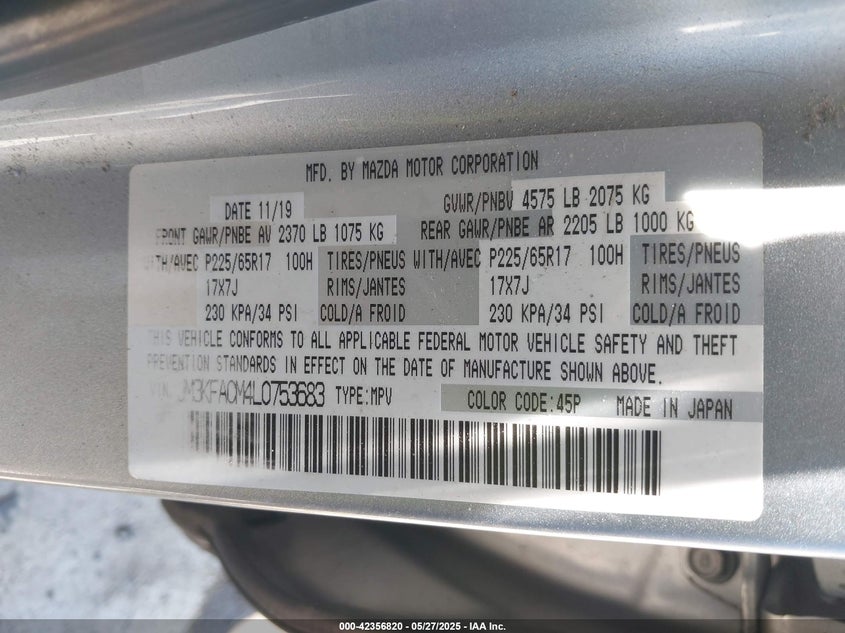 MFD. BY MAZDA MOTOR CORPORATION
DATE 11/19 GVWR/PNBV 4575 LB 2075 KG
FRONT GAWR/PNBE AV 2370 LB 1075 KG REAR GAWR/PNBE AR 2205 LB 1000 KG
WITH/AVEC P225/65R17 100H TIRES/PNEUS WITH/AVEC P225/65R17 100H TIRES/PNEUS
17X7J RIMS/JANTES 17X7J RIMS/JANTES
230 KPA/34 PSI COLD/A FROID 230 KPA/34 PSI COLD/A FROID
THIS VEHICLE CONFORMS TO ALL APPLICABLE FEDERAL MOTOR VEHICLE SAFETY AND THEFT
PREVENTION STANDARDS IN EFFECT ON THE DATE OF MANUFACTURE SHOWN ABOVE.
VIN: JM3KFACM4L0753683 TYPE:MPV COLOR CODE:45P MADE IN JAPAN
000-42356820 - 05/27/2025 - IAA Inc.